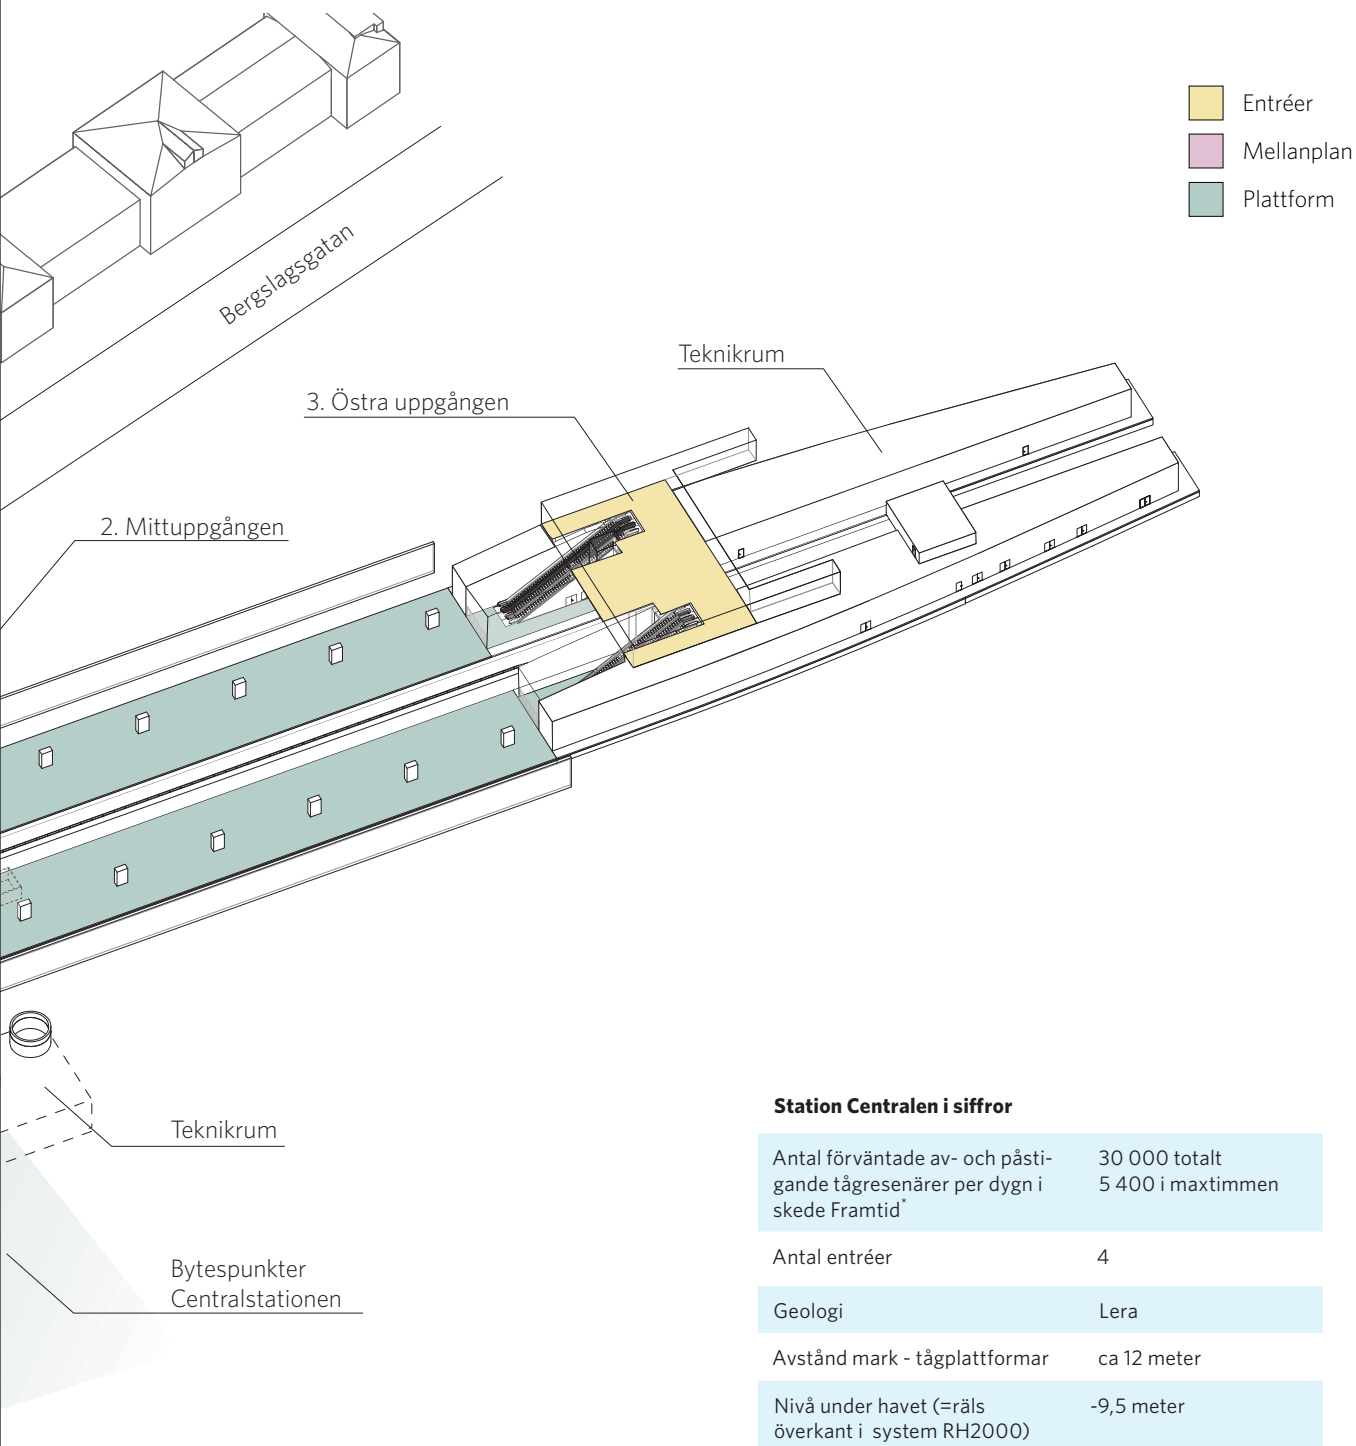 Entréer
Mellanplan
Plattform
Bergslagsgatan
Teknikrum
3. Östra uppgången
2. Mittuppgången
Teknikrum
Bytespunkter
Centralstationen
Station Centralen i siffror
Antal förväntade av- och påsti-
gande tågresenärer per dygn i
skede Framtid*
30 000 totalt
5 400 i maxtimmen
Antal entréer 4
Geologi Lera
Avstånd mark - tågplattformar ca 12 meter
Nivå under havet (=räls
överkant i system RH2000)
-9,5 meter